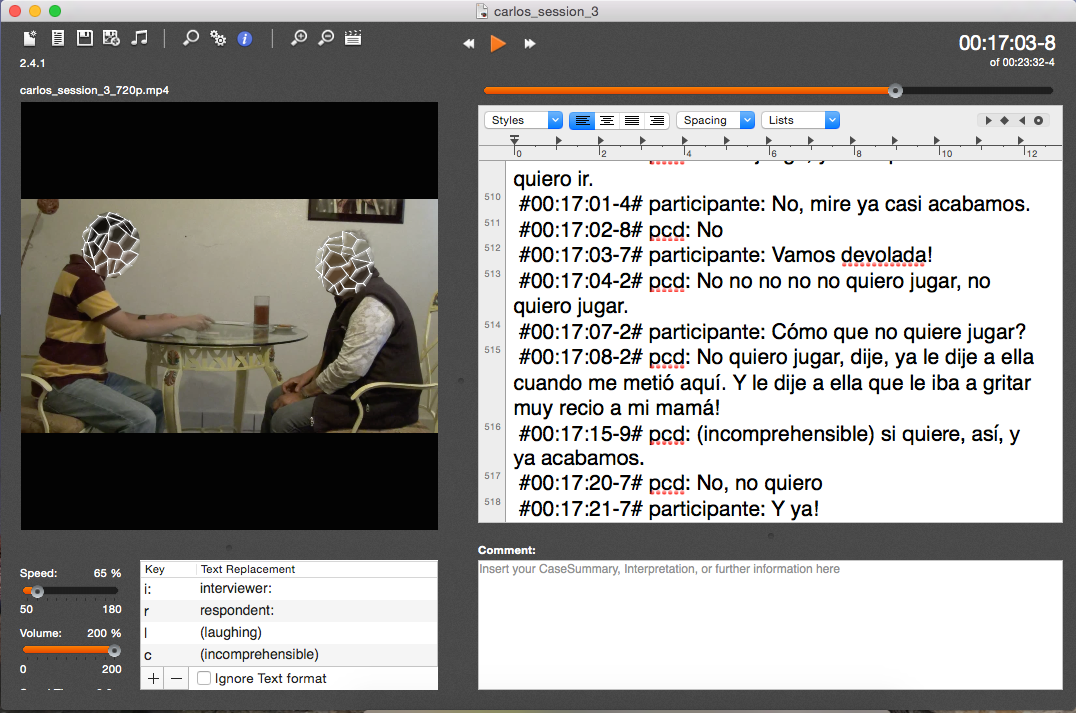 carlos_session_3
2.4.1
00:17:03-8
of 00:23:32-4
carlos_session_3_720p.mp4
Styles
Spacing
Lists
0 2 4 6 8 10 12
quiero ir.
510 #00:17:01-4# participante: No, mire ya casi acabamos.
511 #00:17:02-8# pcd: No
512 #00:17:03-7# participante: Vamos devolada!
513 #00:17:04-2# pcd: No no no no no quiero jugar, no
quiero jugar.
514 #00:17:07-2# participante: Cómo que no quiere jugar?
515 #00:17:08-2# pcd: No quiero jugar, dije, ya le dije a ella
cuando me metió aquí. Y le dije a ella que le iba a gritar
muy recio a mi mamá!
516 #00:17:15-9# pcd: (incomprehensible) si quiere, así, y
ya acabamos.
517 #00:17:20-7# pcd: No, no quiero
518 #00:17:21-7# participante: Y ya!
Speed: 65 %
50 180
Volume: 200 %
0 200
Key Text Replacement
i: interviewer:
r respondent:
l (laughing)
c (incomprehensible)
+ − Ignore Text format
Comment:
Insert your CaseSummary, Interpretation, or further information here